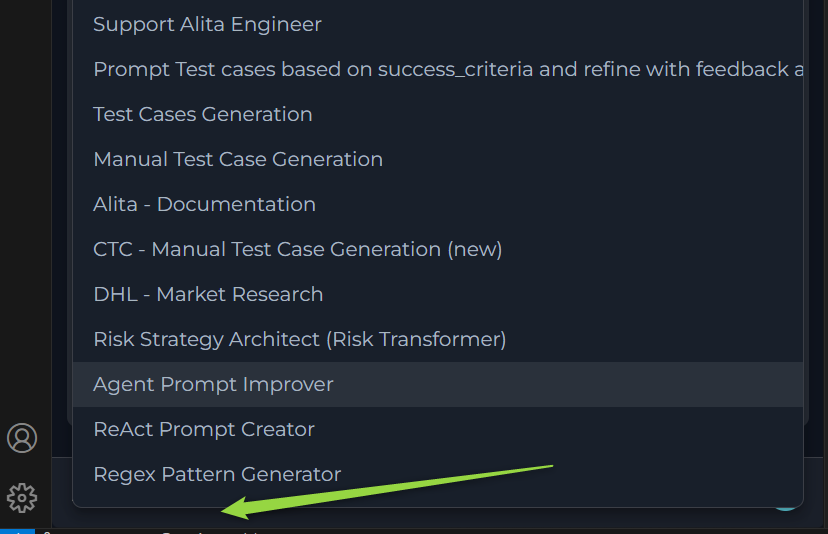 Support Alita Engineer
Prompt Test cases based on success_criteria and refine with feedback a
Test Cases Generation
Manual Test Case Generation
Alita - Documentation
CTC - Manual Test Case Generation (new)
DHL - Market Research
Risk Strategy Architect (Risk Transformer)
Agent Prompt Improver
ReAct Prompt Creator
Regex Pattern Generator